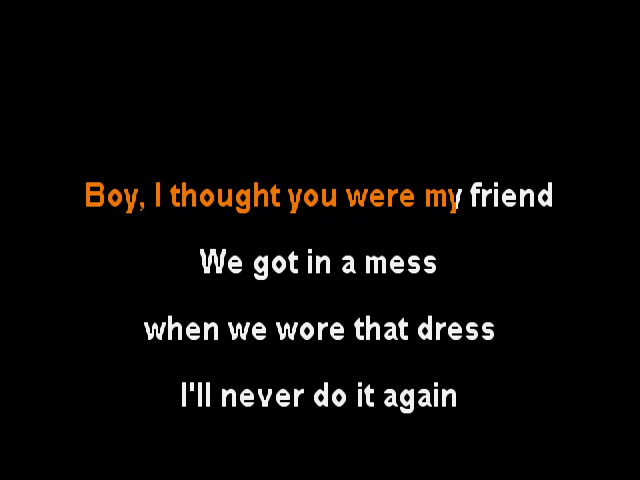 Boy, I thought you were my friend
We got in a mess
when we wore that dress
I'll never do it again